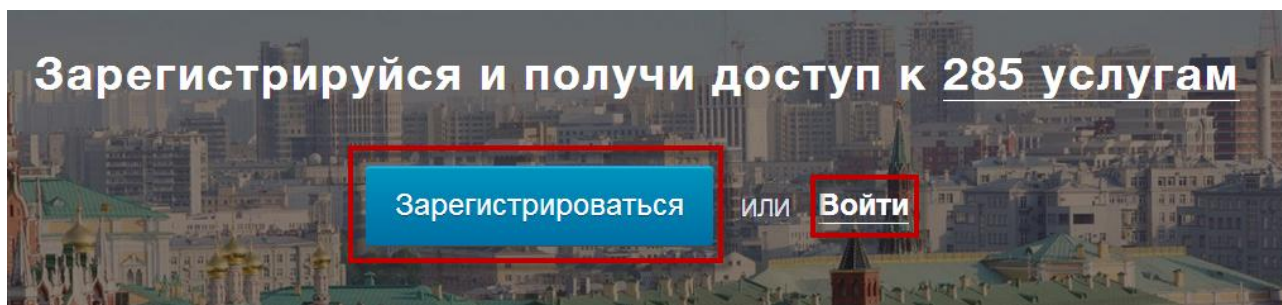 Зарегистрируйся и получи доступ к 285 услугам
Зарегистрироваться или Войти